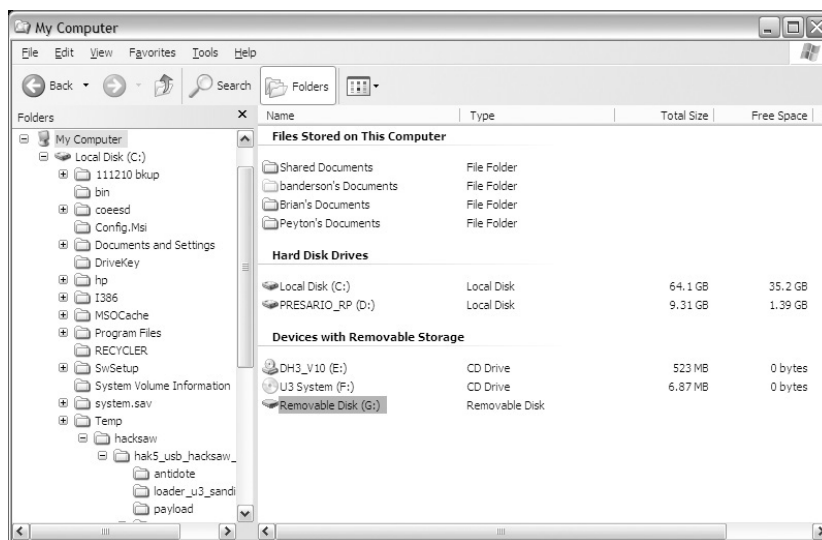 My Computer
File Edit View Favorites Tools Help
Back Search Folders
Folders
My Computer
Local Disk (C:)
111210 bkup
bin
coeesd
Config.Msi
Documents and Settings
DriveKey
hp
I386
MSOCache
Program Files
RECYCLER
SwSetup
System Volume Information
system.sav
Temp
hacksaw
hak5_usb_hacksaw_
antidote
loader_u3_sandi
payload
Name Type Total Size Free Space
Files Stored on This Computer
Shared Documents File Folder
banderson's Documents File Folder
Brian's Documents File Folder
Peyton's Documents File Folder
Hard Disk Drives
Local Disk (C:) Local Disk 64.1 GB 35.2 GB
PRESARIO_RP (D:) Local Disk 9.31 GB 1.39 GB
Devices with Removable Storage
DH3_V10 (E:) CD Drive 523 MB 0 bytes
U3 System (F:) CD Drive 6.87 MB 0 bytes
Removable Disk (G:) Removable Disk